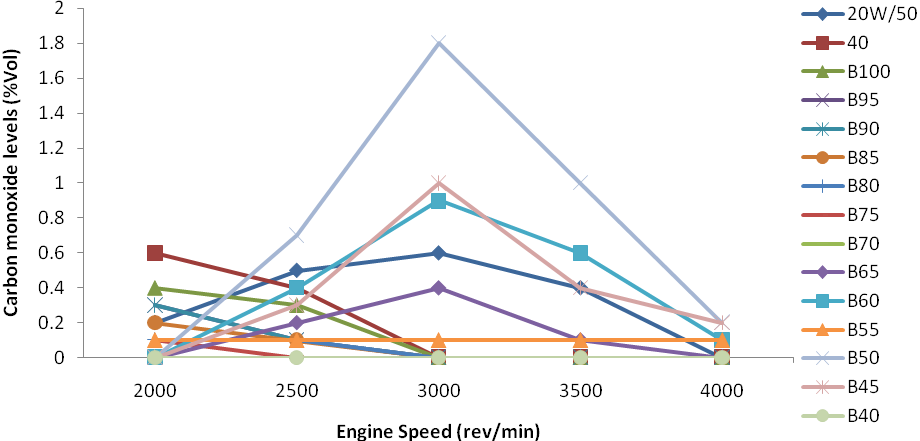 Carbon monoxide levels (%Vol)
2
1.8
1.6
1.4
1.2
1
0.8
0.6
0.4
0.2
0
2000 2500 3000 3500 4000
Engine Speed (rev/min)
20W/50
40
B100
B95
B90
B85
B80
B75
B70
B65
B60
B55
B50
B45
B40